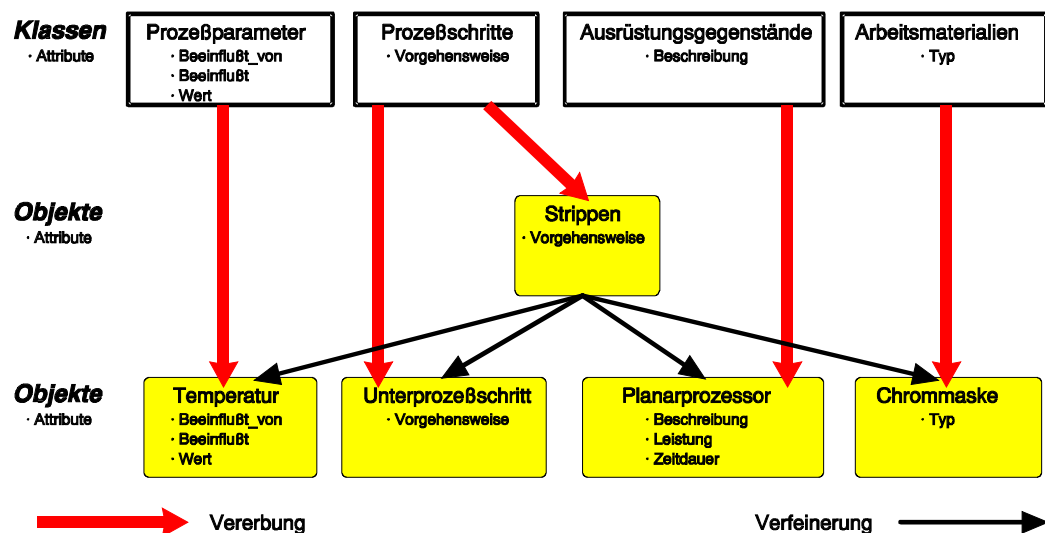 Klassen
· Attribute
Prozeßparameter
· Beeinflußt_von
· Beeinflußt
· Wert
Prozeßschritte
· Vorgehensweise
Ausrüstungsgegenstände
· Beschreibung
Arbeitsmaterialien
· Typ
Objekte
· Attribute
Strippen
· Vorgehensweise
Objekte
· Attribute
Temperatur
· Beeinflußt_von
· Beeinflußt
· Wert
Unterprozeßschritt
· Vorgehensweise
Planarprozessor
· Beschreibung
· Leistung
· Zeitdauer
Chrommaske
· Typ
Vererbung
Verfeinerung